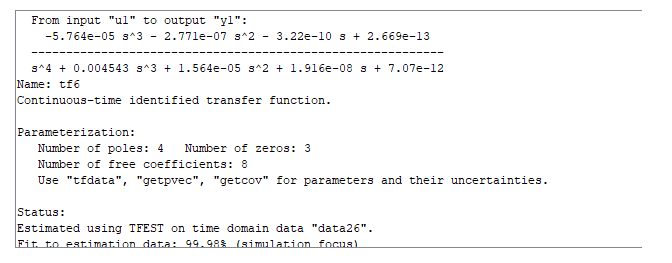 From input "u1" to output "y1":
-5.764e-05 s^3 - 2.771e-07 s^2 - 3.22e-10 s + 2.669e-13
---------------------------------------------------------
s^4 + 0.004543 s^3 + 1.564e-05 s^2 + 1.916e-08 s + 7.07e-12
Name: tf6
Continuous-time identified transfer function.
Parameterization:
Number of poles: 4   Number of zeros: 3
Number of free coefficients: 8
Use "tfdata", "getpvec", "getcov" for parameters and their uncertainties.
Status:
Estimated using TFEST on time domain data "data26".
Fit to estimation data: 99.98% (simulation focus)